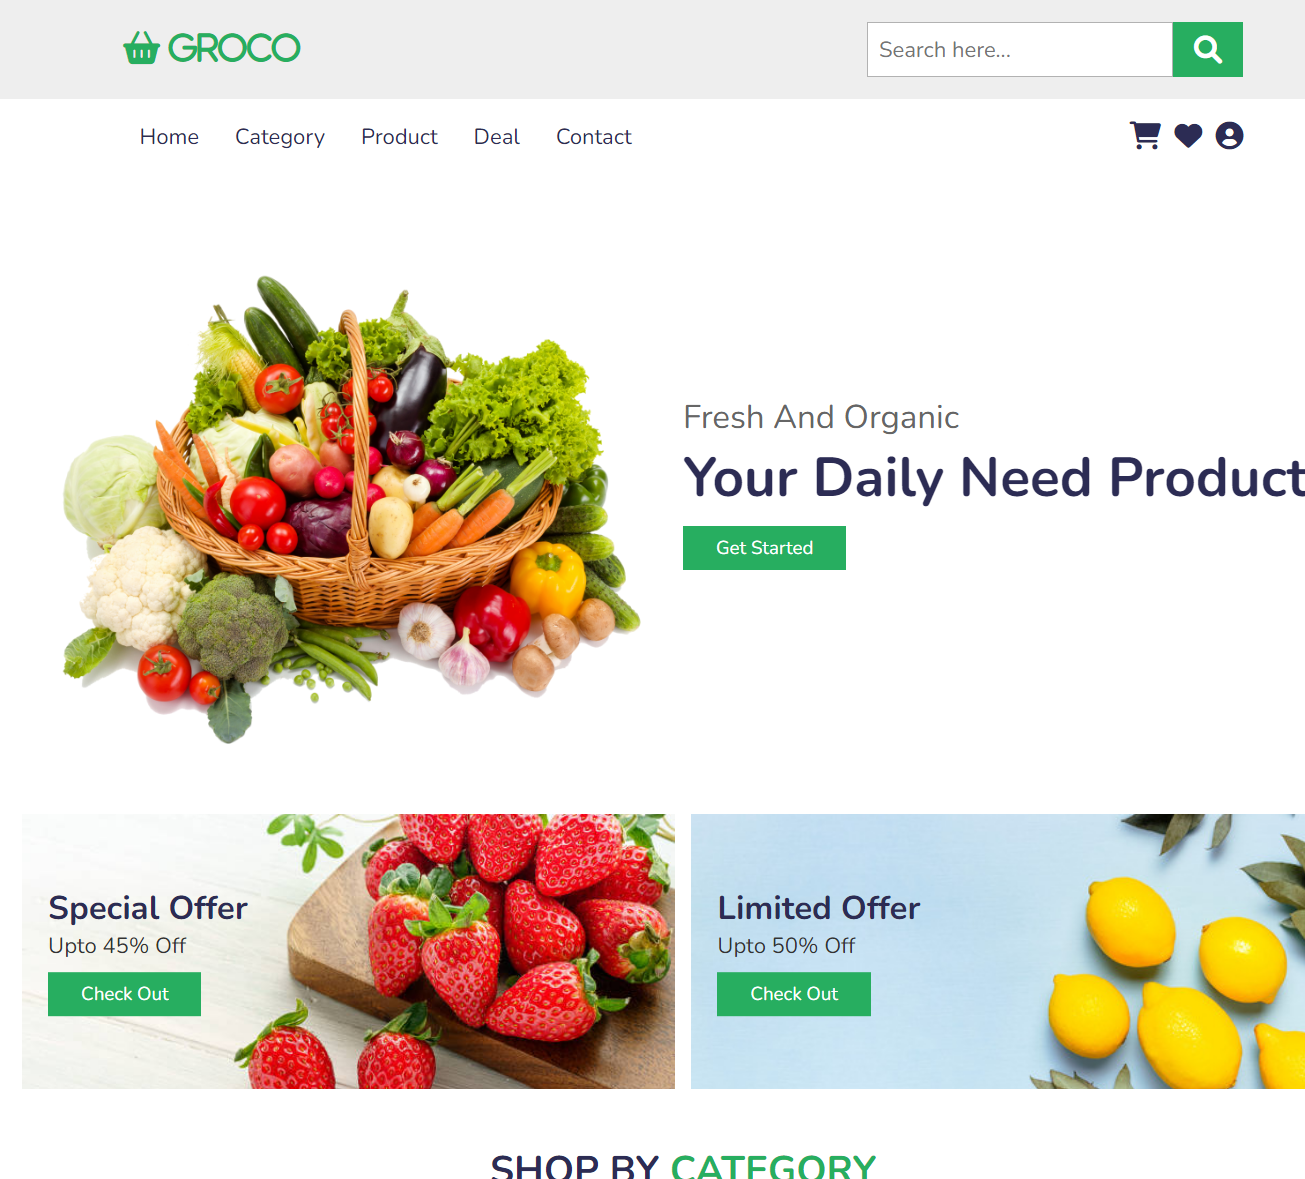 GROCO
Search here...
Home Category Product Deal Contact
Fresh And Organic
Your Daily Need Product
Get Started
Special Offer
Upto 45% Off
Check Out
Limited Offer
Upto 50% Off
Check Out
SHOP BY CATEGORY